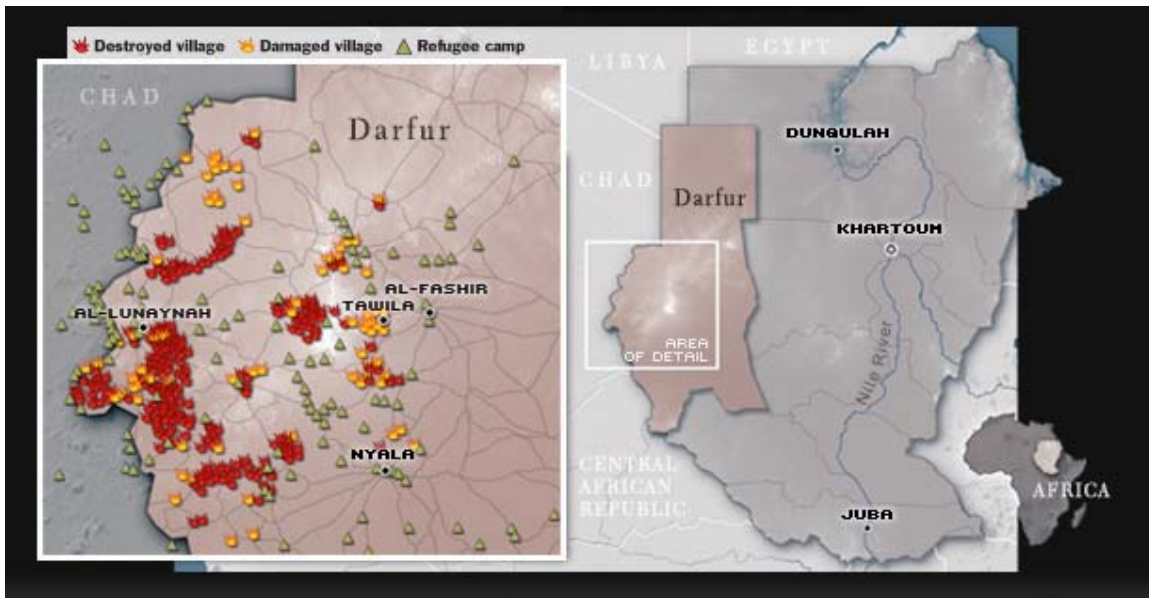 Destroyed village
Damaged village
Refugee camp
CHAD
Darfur
AL-FASHIR
TAWILA
AL-LUNAYNAH
NYALA
LIBYA
EGYPT
DUNQULAH
CHAD
Darfur
KHARTOUM
AREA
OF DETAIL
Nile River
CENTRAL
AFRICAN
REPUBLIC
JUBA
AFRICA